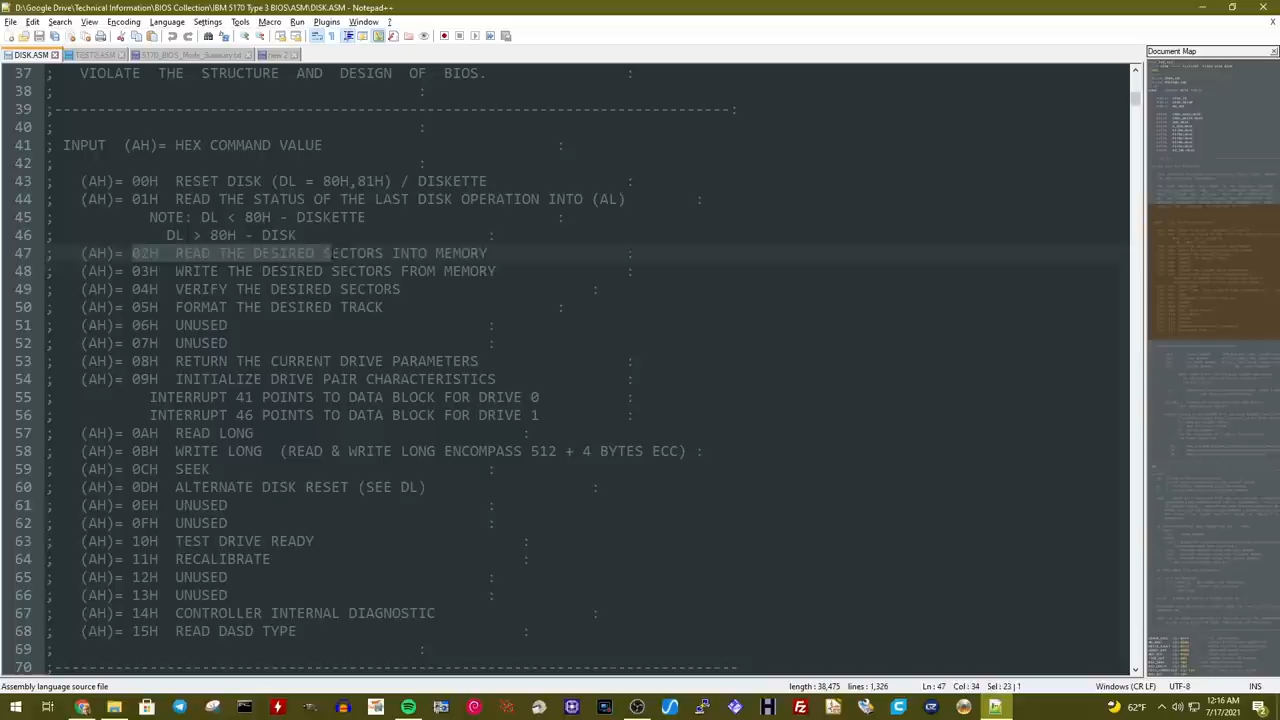 D:\Google Drive\Technical Information\BIOS Collection\IBM 5170 Type 3 BIOS\ASM\DISK.ASM - Notepad++
File Edit Search View Encoding Language Settings Tools Macro Run Plugins Window ?
DISK.ASM 5170_BIOS_Mode_Summary.txt new 2
Document Map
37 ; VIOLATE THE STRUCTURE AND DESIGN OF :
38 ; :
39 ;-----------------------------------------------------------------------
40 ; :
41 ; INPUT (AH)= HEX COMMAND VALUE
42 ; :
43 ; (AH)= 00H RESET DISK (DL = 80H,81H) / DISKETTE
44 ; (AH)= 01H READ THE STATUS OF THE LAST DISK OPERATION INTO (AL) :
45 ; NOTE: DL < 80H - DISKETTE :
46 ; DL > 80H - DISK :
47 ; (AH)= 02H READ THE DESIRED SECTORS INTO MEMORY :
48 ; (AH)= 03H WRITE THE DESIRED SECTORS FROM MEMORY :
49 ; (AH)= 04H VERIFY THE DESIRED SECTORS :
50 ; (AH)= 05H FORMAT THE DESIRED TRACK :
51 ; (AH)= 06H UNUSED :
52 ; (AH)= 07H UNUSED :
53 ; (AH)= 08H RETURN THE CURRENT DRIVE PARAMETERS :
54 ; (AH)= 09H INITIALIZE DRIVE PAIR CHARACTERISTICS :
55 ; INTERRUPT 41 POINTS TO DATA BLOCK FOR DRIVE 0 :
56 ; INTERRUPT 46 POINTS TO DATA BLOCK FOR DRIVE 1 :
57 ; (AH)= 0AH READ LONG :
58 ; (AH)= 0BH WRITE LONG (READ & WRITE LONG ENCOMPASS 512 + 4 BYTES ECC) :
59 ; (AH)= 0CH SEEK :
60 ; (AH)= 0DH ALTERNATE DISK RESET (SEE DL) :
61 ; (AH)= 0EH UNUSED :
62 ; (AH)= 0FH UNUSED :
63 ; (AH)= 10H TEST DRIVE READY :
64 ; (AH)= 11H RECALIBRATE :
65 ; (AH)= 12H UNUSED :
66 ; (AH)= 13H UNUSED :
67 ; (AH)= 14H CONTROLLER INTERNAL DIAGNOSTIC :
68 ; (AH)= 15H READ DASD TYPE :
69 ; :
70 ;-----------------------------------------------------------------------
Assembly language source file length : 38,475 lines : 1,326 Ln : 47 Col : 34 Sel : 23 | 1 Windows (CR LF) UTF-8 INS
62°F 12:16 AM
7/17/2021